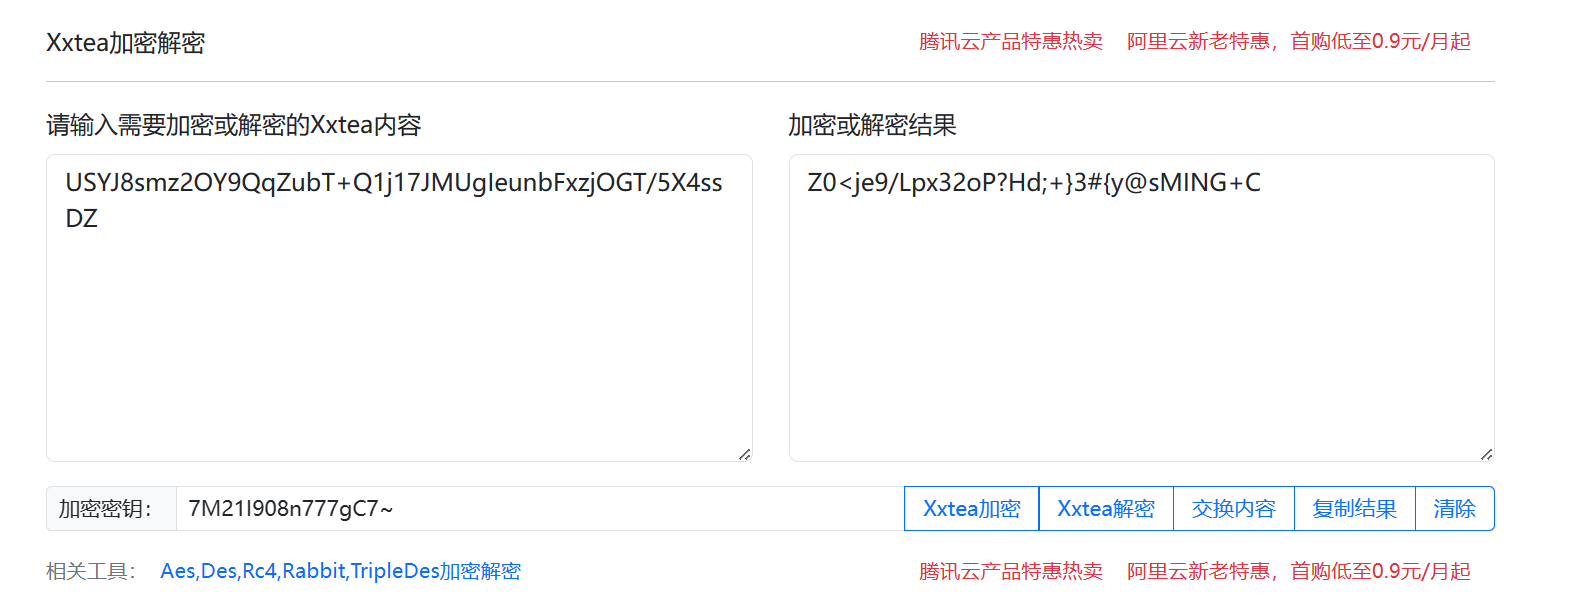 Xxtea加密解密
腾讯云产品特惠热卖 阿里云新老特惠，首购低至0.9元/月起
请输入需要加密或解密的Xxtea内容
加密或解密结果
USYJ8smz2OY9QqZubT+Q1j17JMUgIeunbFxzjOGT/5X4ss
DZ
Z0<je9/Lpx32oP?Hd;+}3#{y@sMING+C
加密密钥：
7M21I908n777gC7~
Xxtea加密
Xxtea解密
交换内容
复制结果
清除
相关工具： Aes,Des,Rc4,Rabbit,TripleDes加密解密
腾讯云产品特惠热卖 阿里云新老特惠，首购低至0.9元/月起